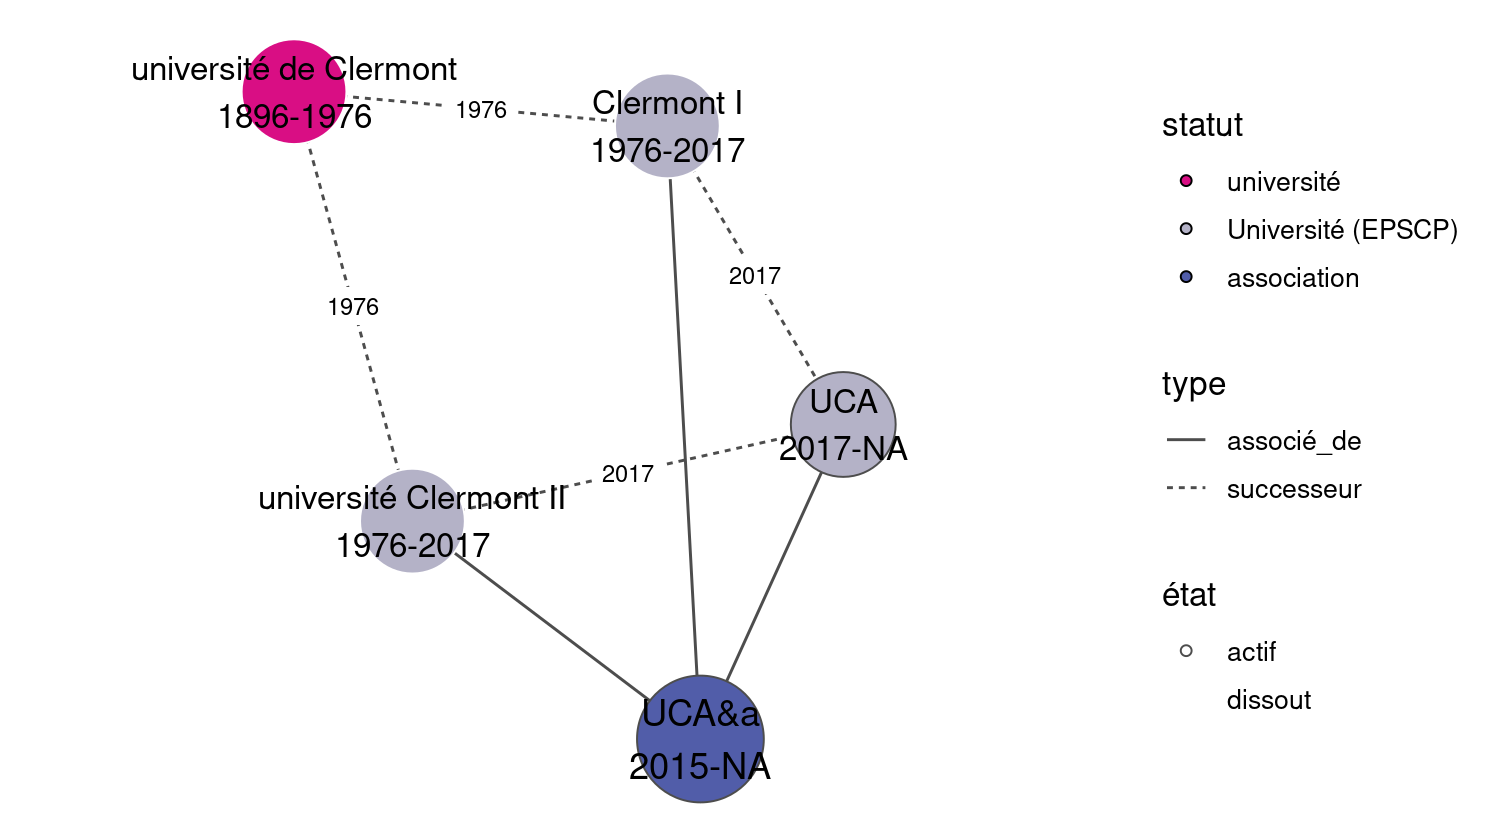 université de Clermont
1896-1976
1976
Clermont I
1976-2017
1976
2017
UCA
2017-NA
2017
université Clermont II
1976-2017
UCA&a
2015-NA
statut
université
Université (EPSCP)
association
type
associé_de
successeur
état
actif
dissout